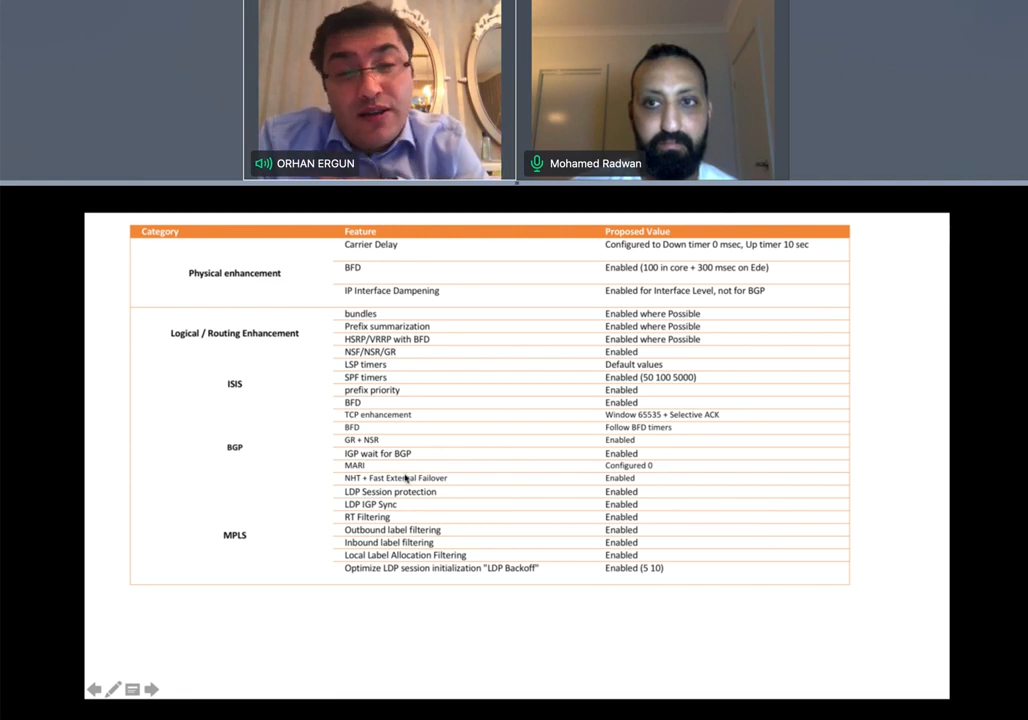 ORHAN ERGUN
Mohamed Radwan
Category Feature Proposed Value
Carrier Delay Configured to Down timer 0 msec, Up timer 10 sec
Physical enhancement
BFD Enabled (100 in core + 300 msec on Ede)
IP Interface Dampening Enabled for Interface Level, not for BGP
bundles Enabled where Possible
Prefix summarization Enabled where Possible
Logical / Routing Enhancement
HSRP/VRRP with BFD Enabled where Possible
NSF/NSR/GR Enabled
LSP timers Default values
SPF timers Enabled (50 100 5000)
ISIS
prefix priority Enabled
BFD Enabled
TCP enhancement Window 65535 + Selective ACK
BFD Follow BFD timers
GR + NSR Enabled
BGP
IGP wait for BGP Enabled
MARI Configured 0
NHT + Fast External Failover Enabled
LDP Session protection Enabled
LDP IGP Sync Enabled
RT Filtering Enabled
Outbound label filtering Enabled
MPLS
Inbound label filtering Enabled
Local Label Allocation Filtering Enabled
Optimize LDP session initialization "LDP Backoff" Enabled (5 10)